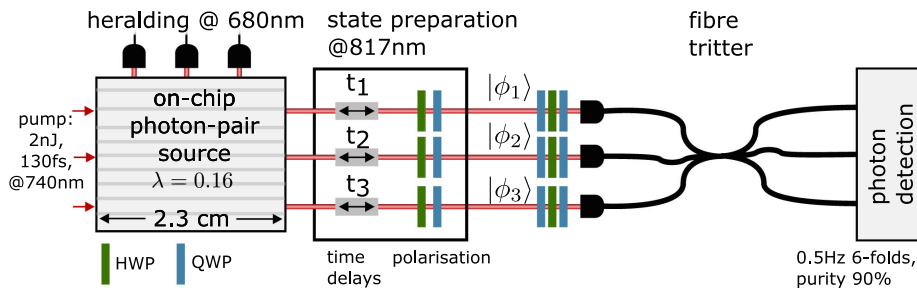 heralding @ 680nm
state preparation
@817nm
fibre
tritter
pump:
2nJ,
130fs,
@740nm
on-chip
photon-pair
source
λ = 0.16
2.3 cm
t1
t2
t3
|ϕ1⟩
|ϕ2⟩
|ϕ3⟩
photon
detection
HWP
QWP
time
delays
polarisation
0.5Hz 6-folds,
purity 90%